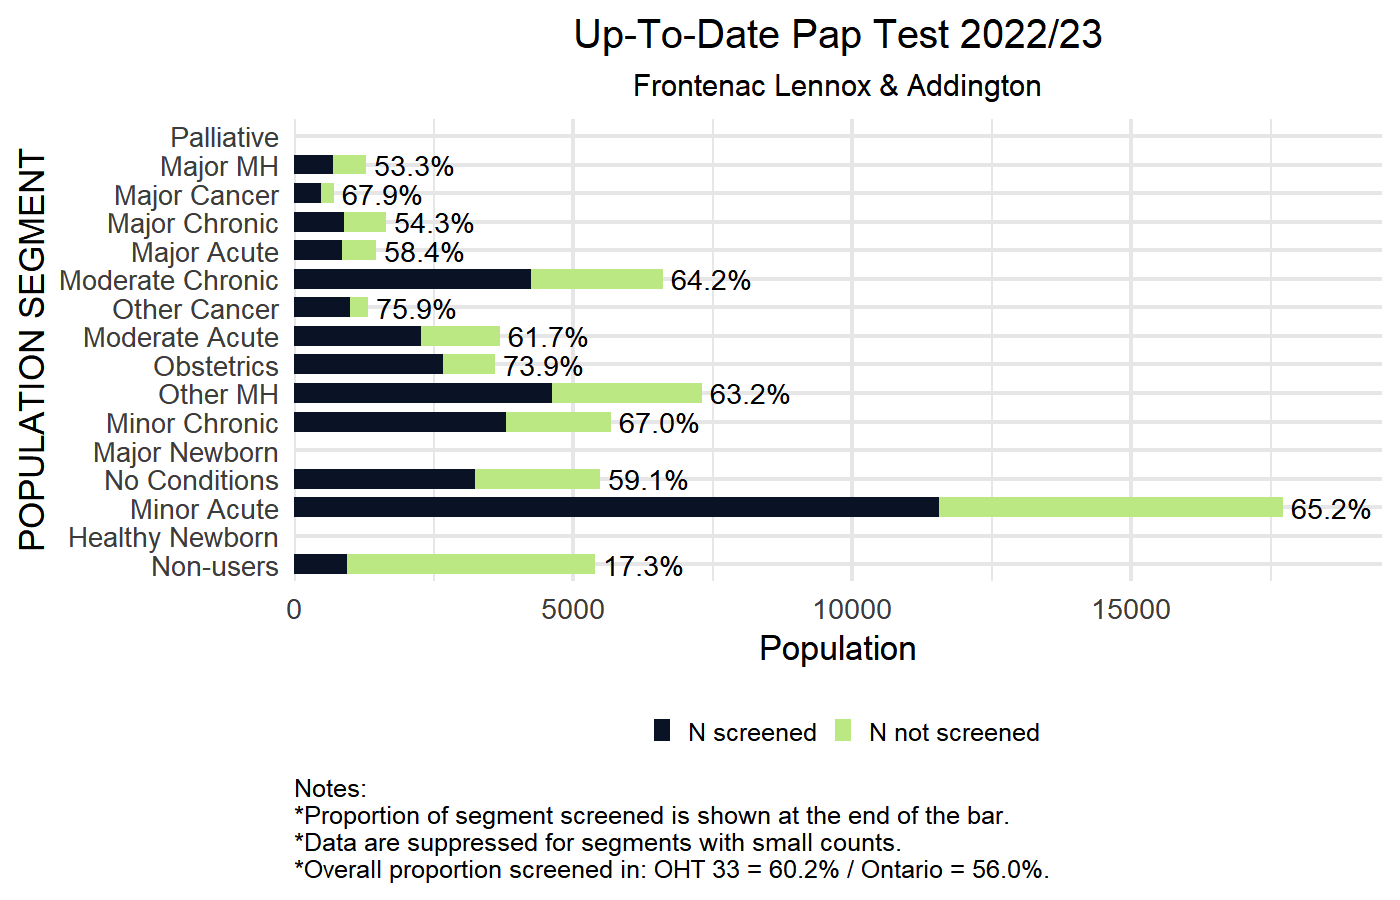 Up-To-Date Pap Test 2022/23
Frontenac Lennox & Addington
POPULATION SEGMENT
Palliative
Major MH 53.3%
Major Cancer 67.9%
Major Chronic 54.3%
Major Acute 58.4%
Moderate Chronic 64.2%
Other Cancer 75.9%
Moderate Acute 61.7%
Obstetrics 73.9%
Other MH 63.2%
Minor Chronic 67.0%
Major Newborn
No Conditions 59.1%
Minor Acute 65.2%
Healthy Newborn
Non-users 17.3%
0 5000 10000 15000
Population
N screened N not screened
Notes:
*Proportion of segment screened is shown at the end of the bar.
*Data are suppressed for segments with small counts.
*Overall proportion screened in: OHT 33 = 60.2% / Ontario = 56.0%.